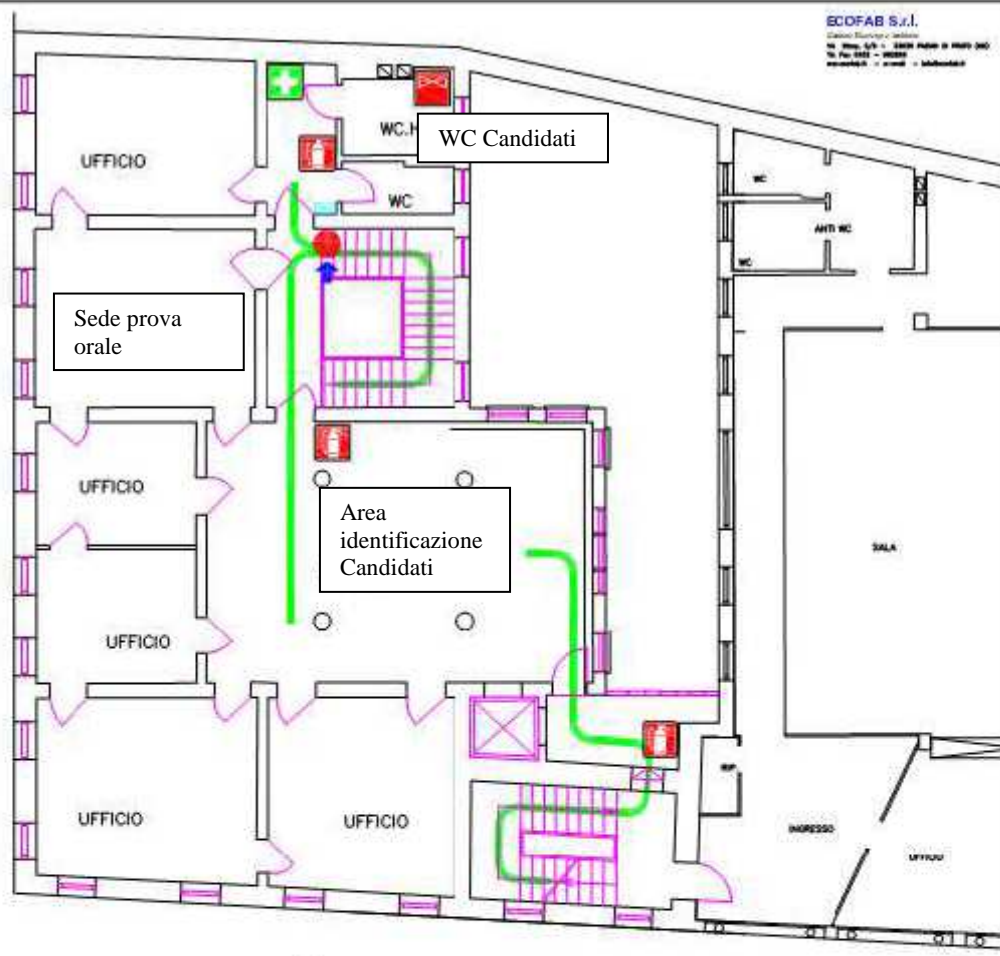 ECOFAB S.r.l.
WC.H
WC Candidati
UFFICIO
WC
WC
ANTI WC
WC
Sede prova
orale
UFFICIO
Area
identificazione
Candidati
SALA
UFFICIO
UFFICIO
UFFICIO
INGRESSO
UFFICIO